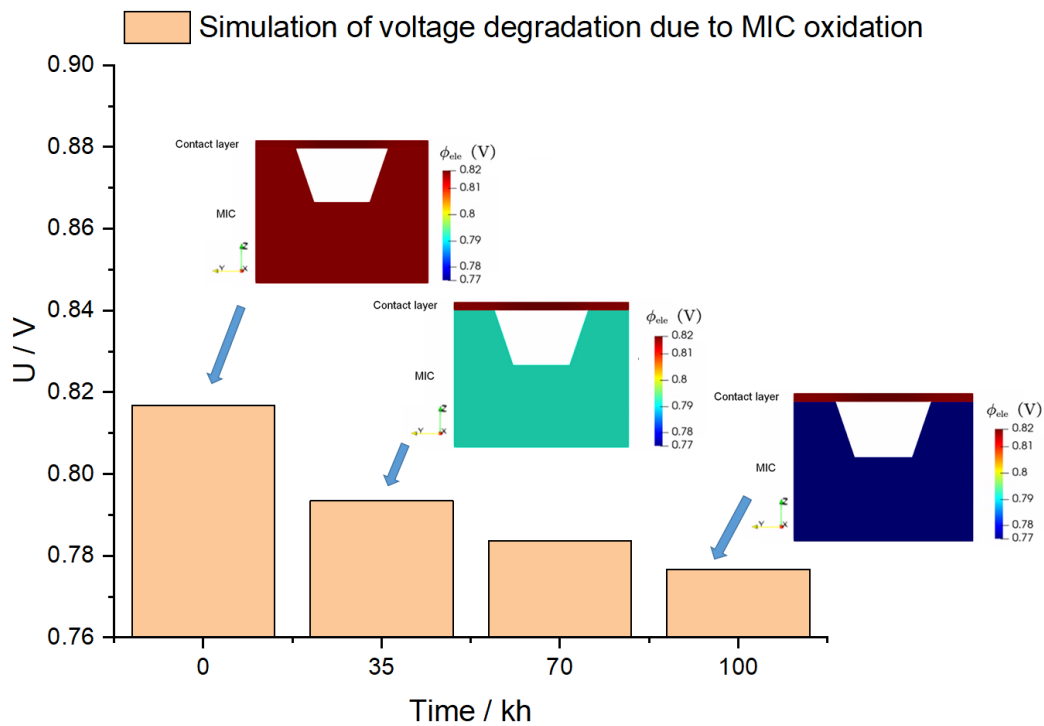 Simulation of voltage degradation due to MIC oxidation
0.90
0.88
0.86
0.84
0.82
0.80
0.78
0.76
U / V
0
35
70
100
Time / kh
Contact layer
MIC
Z
Y
X
ϕele (V)
0.82
0.81
0.8
0.79
0.78
0.77
Contact layer
MIC
Z
Y
X
ϕele (V)
0.82
0.81
0.8
0.79
0.78
0.77
Contact layer
MIC
Z
Y
X
ϕele (V)
0.82
0.81
0.8
0.79
0.78
0.77